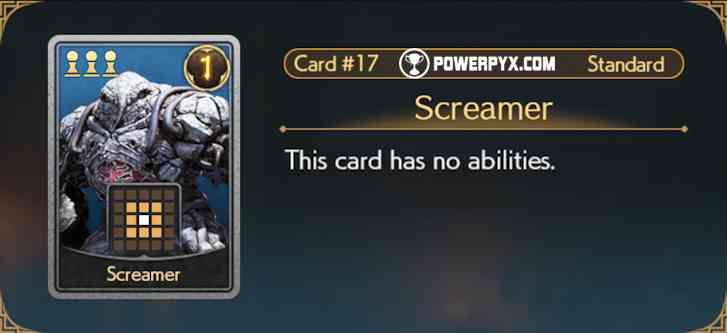 1
Screamer
Card #17 POWERPYX.COM Standard
Screamer
This card has no abilities.